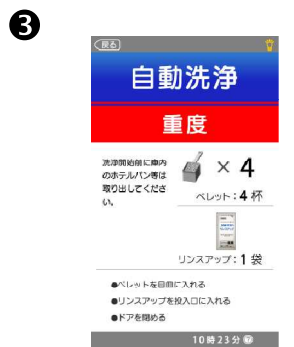 ❸
戻る
自動洗浄
重度
洗浄開始前に庫内
のホテルパン等は
取り出してくださ
い。
× 4
ペレット：4 杯
リンスアップ：1 袋
●ペレットを目皿に入れる
●リンスアップを投入口に入れる
●ドアを閉める
10時23分